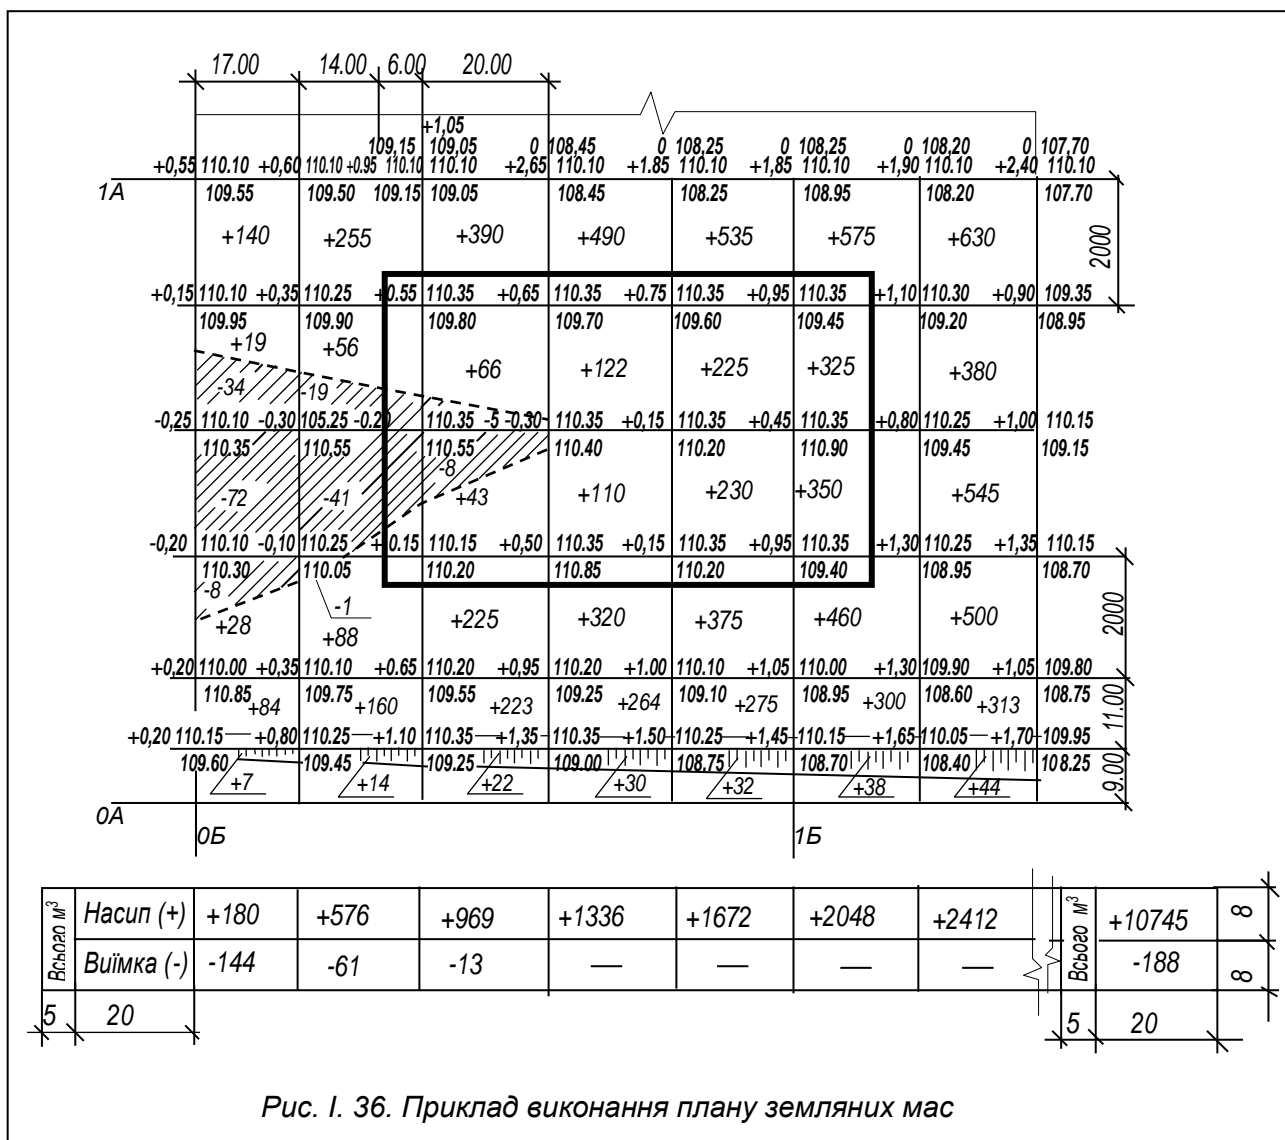 17.00 14.00 6.00 20.00
+1,05
109,15 109,05 0 108,45 0 108,25 0 108,25 0 108,20 0 107,70
+0,55 110.10 +0,60 110.10 +0.95 110.10 110.10 +2,65 110.10 +1.85 110.10 +1,85 110.10 +1,90 110.10 +2,40 110.10
1А 109.55 109.50 109.15 109.05 108.45 108.25 108.95 108.20 107.70
+140 +255 +390 +490 +535 +575 +630 2000
+0,15 110.10 +0,35 110.25 +0.55 110.35 +0,65 110.35 +0.75 110.35 +0,95 110.35 +1,10 110.30 +0,90 109.35
109.95 109.90 109.80 109.70 109.60 109.45 109.20 108.95
+19 +56 +66 +122 +225 +325 +380
-34 -19
-0,25 110.10 -0,30 105.25 -0.20 110.35 -5 -0,30 110.35 +0,15 110.35 +0,45 110.35 +0,80 110.25 +1,00 110.15
110.35 110,55 110.55 110.40 110.20 110.90 109.45 109.15
-8
-72 -41 +43 +110 +230 +350 +545
-0,20 110.10 -0,10 110.25 +0.15 110.15 +0,50 110.35 +0,15 110.35 +0,95 110.35 +1,30 110.25 +1,35 110.15
110.30 110.05 110.20 110.85 110.20 109.40 108.95 108.70
-8 -1
+28 +88 +225 +320 +375 +460 +500 2000
+0,20 110.00 +0,35 110.10 +0.65 110.20 +0,95 110.20 +1.00 110.10 +1,05 110.00 +1,30 109.90 +1,05 109.80
110.85 109.75 109.55 109.25 109.10 108.95 108.60 108.75
+84 +160 +223 +264 +275 +300 +313 11.00
+0,20 110.15 +0,80 110.25 +1.10 110.35 +1,35 110.35 +1.50 110.25 +1,45 110.15 +1,65 110.05 +1,70 109.95
109.60 109.45 109.25 109.00 108.75 108.70 108.40 108.25
+7 +14 +22 +30 +32 +38 +44 9.00
0А
0Б 1Б
Всього м³ Насип (+) +180 +576 +969 +1336 +1672 +2048 +2412 Всього м³ +10745 8
Виїмка (-) -144 -61 -13 — — — — -188 8
5 20 5 20
Рис. І. 36. Приклад виконання плану земляних мас